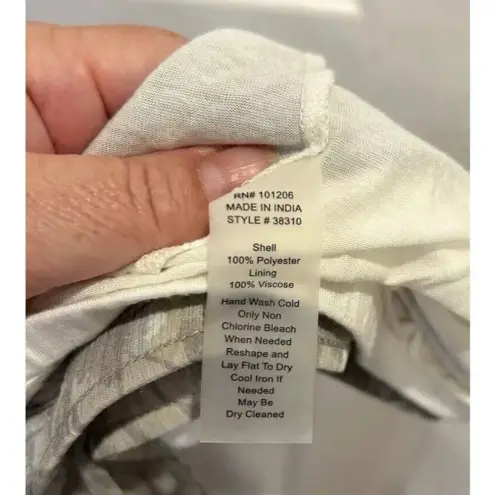 RN# 101206
MADE IN INDIA
STYLE # 38310
Shell
100% Polyester
Lining
100% Viscose
Hand Wash Cold
Only Non
Chlorine Bleach
When Needed
Reshape and
Lay Flat To Dry
Cool Iron If
Needed
May Be
Dry Cleaned